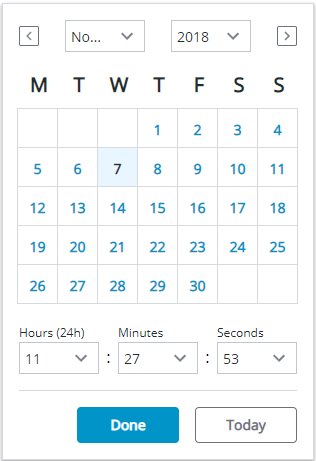 No... 2018
M T W T F S S
1 2 3 4
5 6 7 8 9 10 11
12 13 14 15 16 17 18
19 20 21 22 23 24 25
26 27 28 29 30
Hours (24h) Minutes Seconds
11 : 27 : 53
Done Today